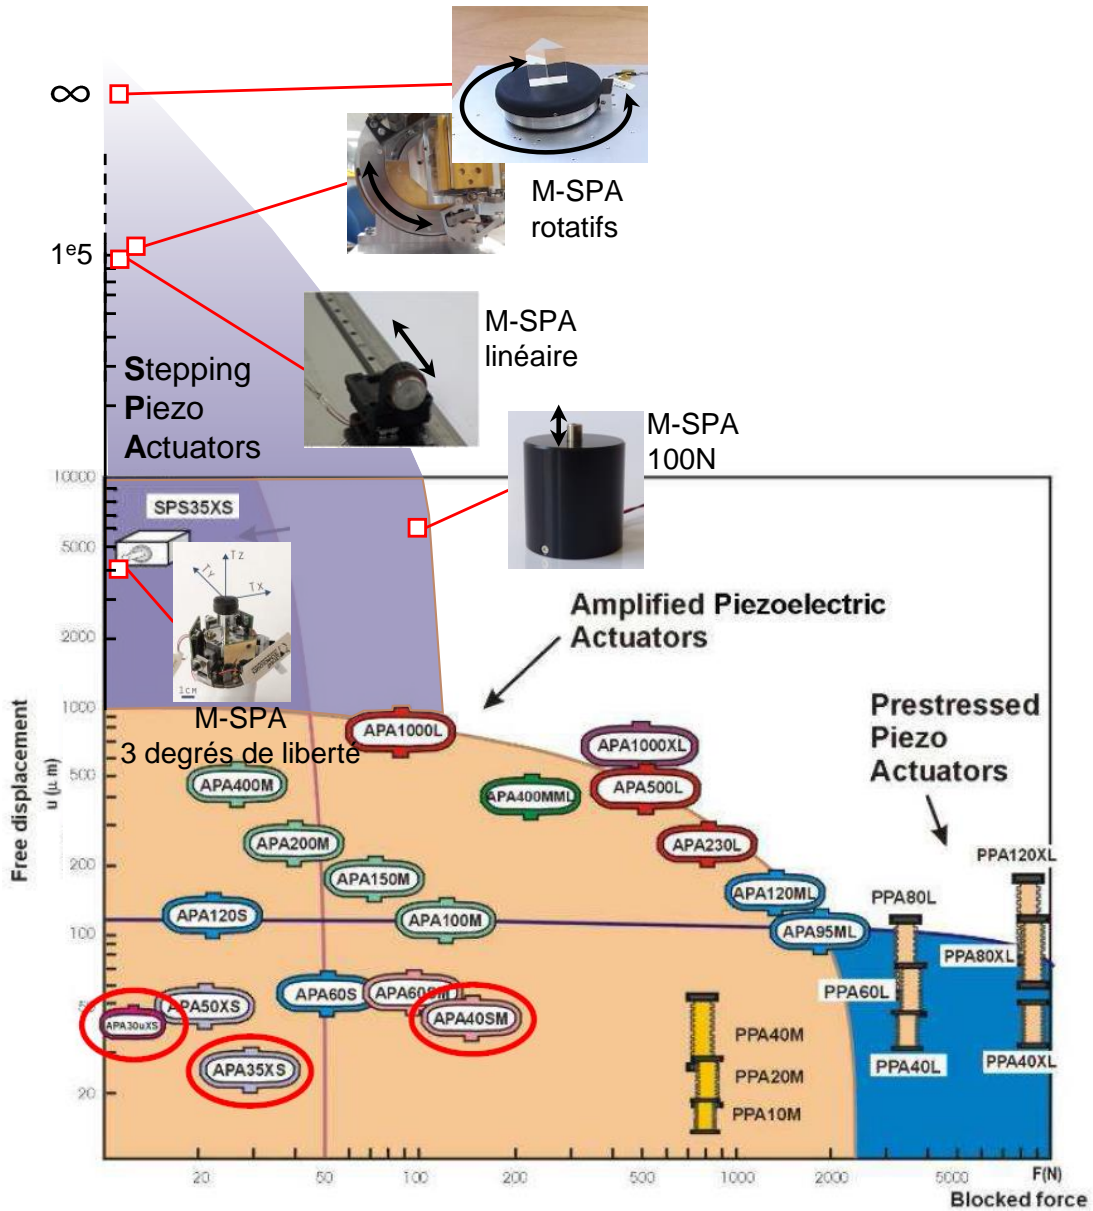 ∞
M-SPA
rotatifs
1e5
M-SPA
linéaire
Stepping
Piezo
Actuators
M-SPA
100N
10000
SPS35XS
5000
TZ
TY
TX
2000
1cm
Amplified Piezoelectric
Actuators
1000
M-SPA
3 degrés de liberté
APA1000L
APA1000XL
Prestressed
Piezo
Actuators
Free displacement
u (μ m)
500
APA400M
APA400MML
APA500L
APA200M
APA230L
200
APA150M
PPA120XL
APA120ML
PPA80L
APA120S
APA100M
APA95ML
100
PPA80XL
APA50XS
APA60S
APA60SM
PPA60L
APA30uXS
APA40SM
PPA40M
APA35XS
PPA40L
PPA40XL
PPA20M
20
PPA10M
20
50
100
200
500
1000
2000
5000
F(N)
Blocked force